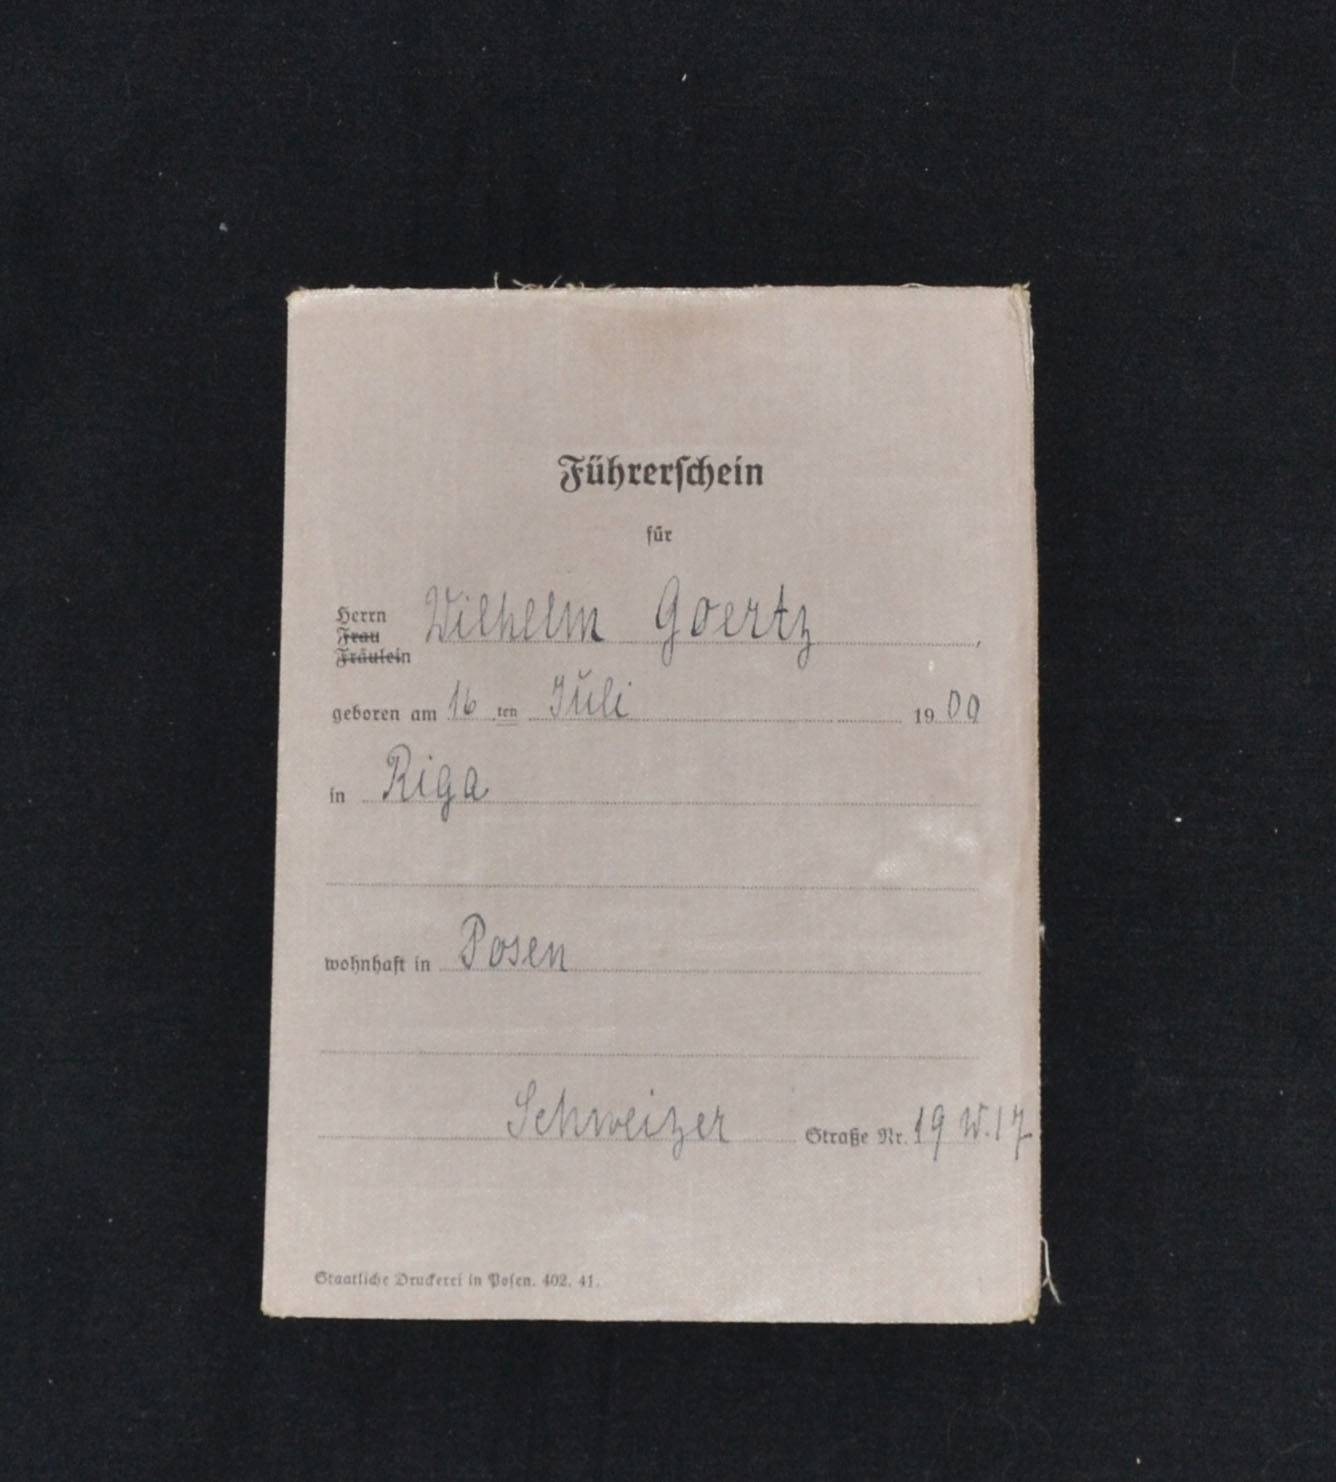 Führerschein
für
Herrn Wilhelm Goertz,
Frau
Fräulein
geboren am 16 ten Juli 1900
in Riga
wohnhaft in Posen
Schweizer Straße Nr. 19 W. 17
Staatliche Druckerei in Posen. 402. 41.